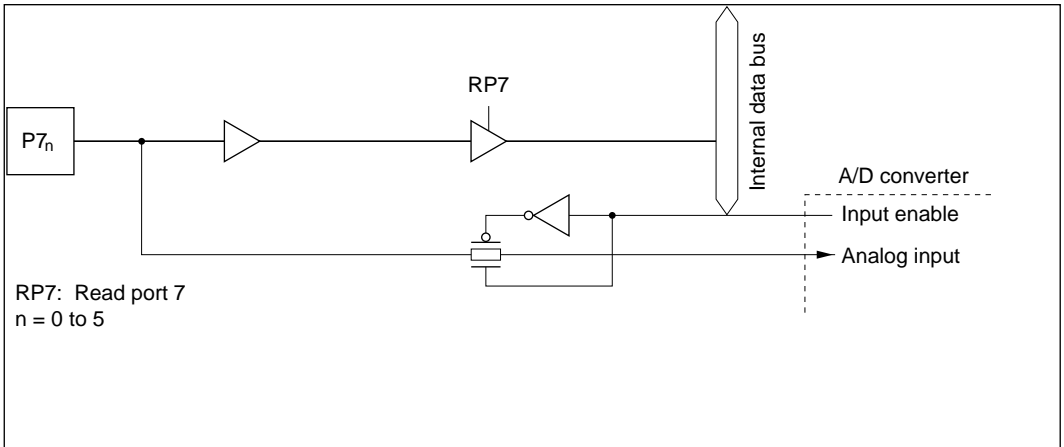 RP7
P7n
Internal data bus
A/D converter
Input enable
Analog input
RP7: Read port 7
n = 0 to 5